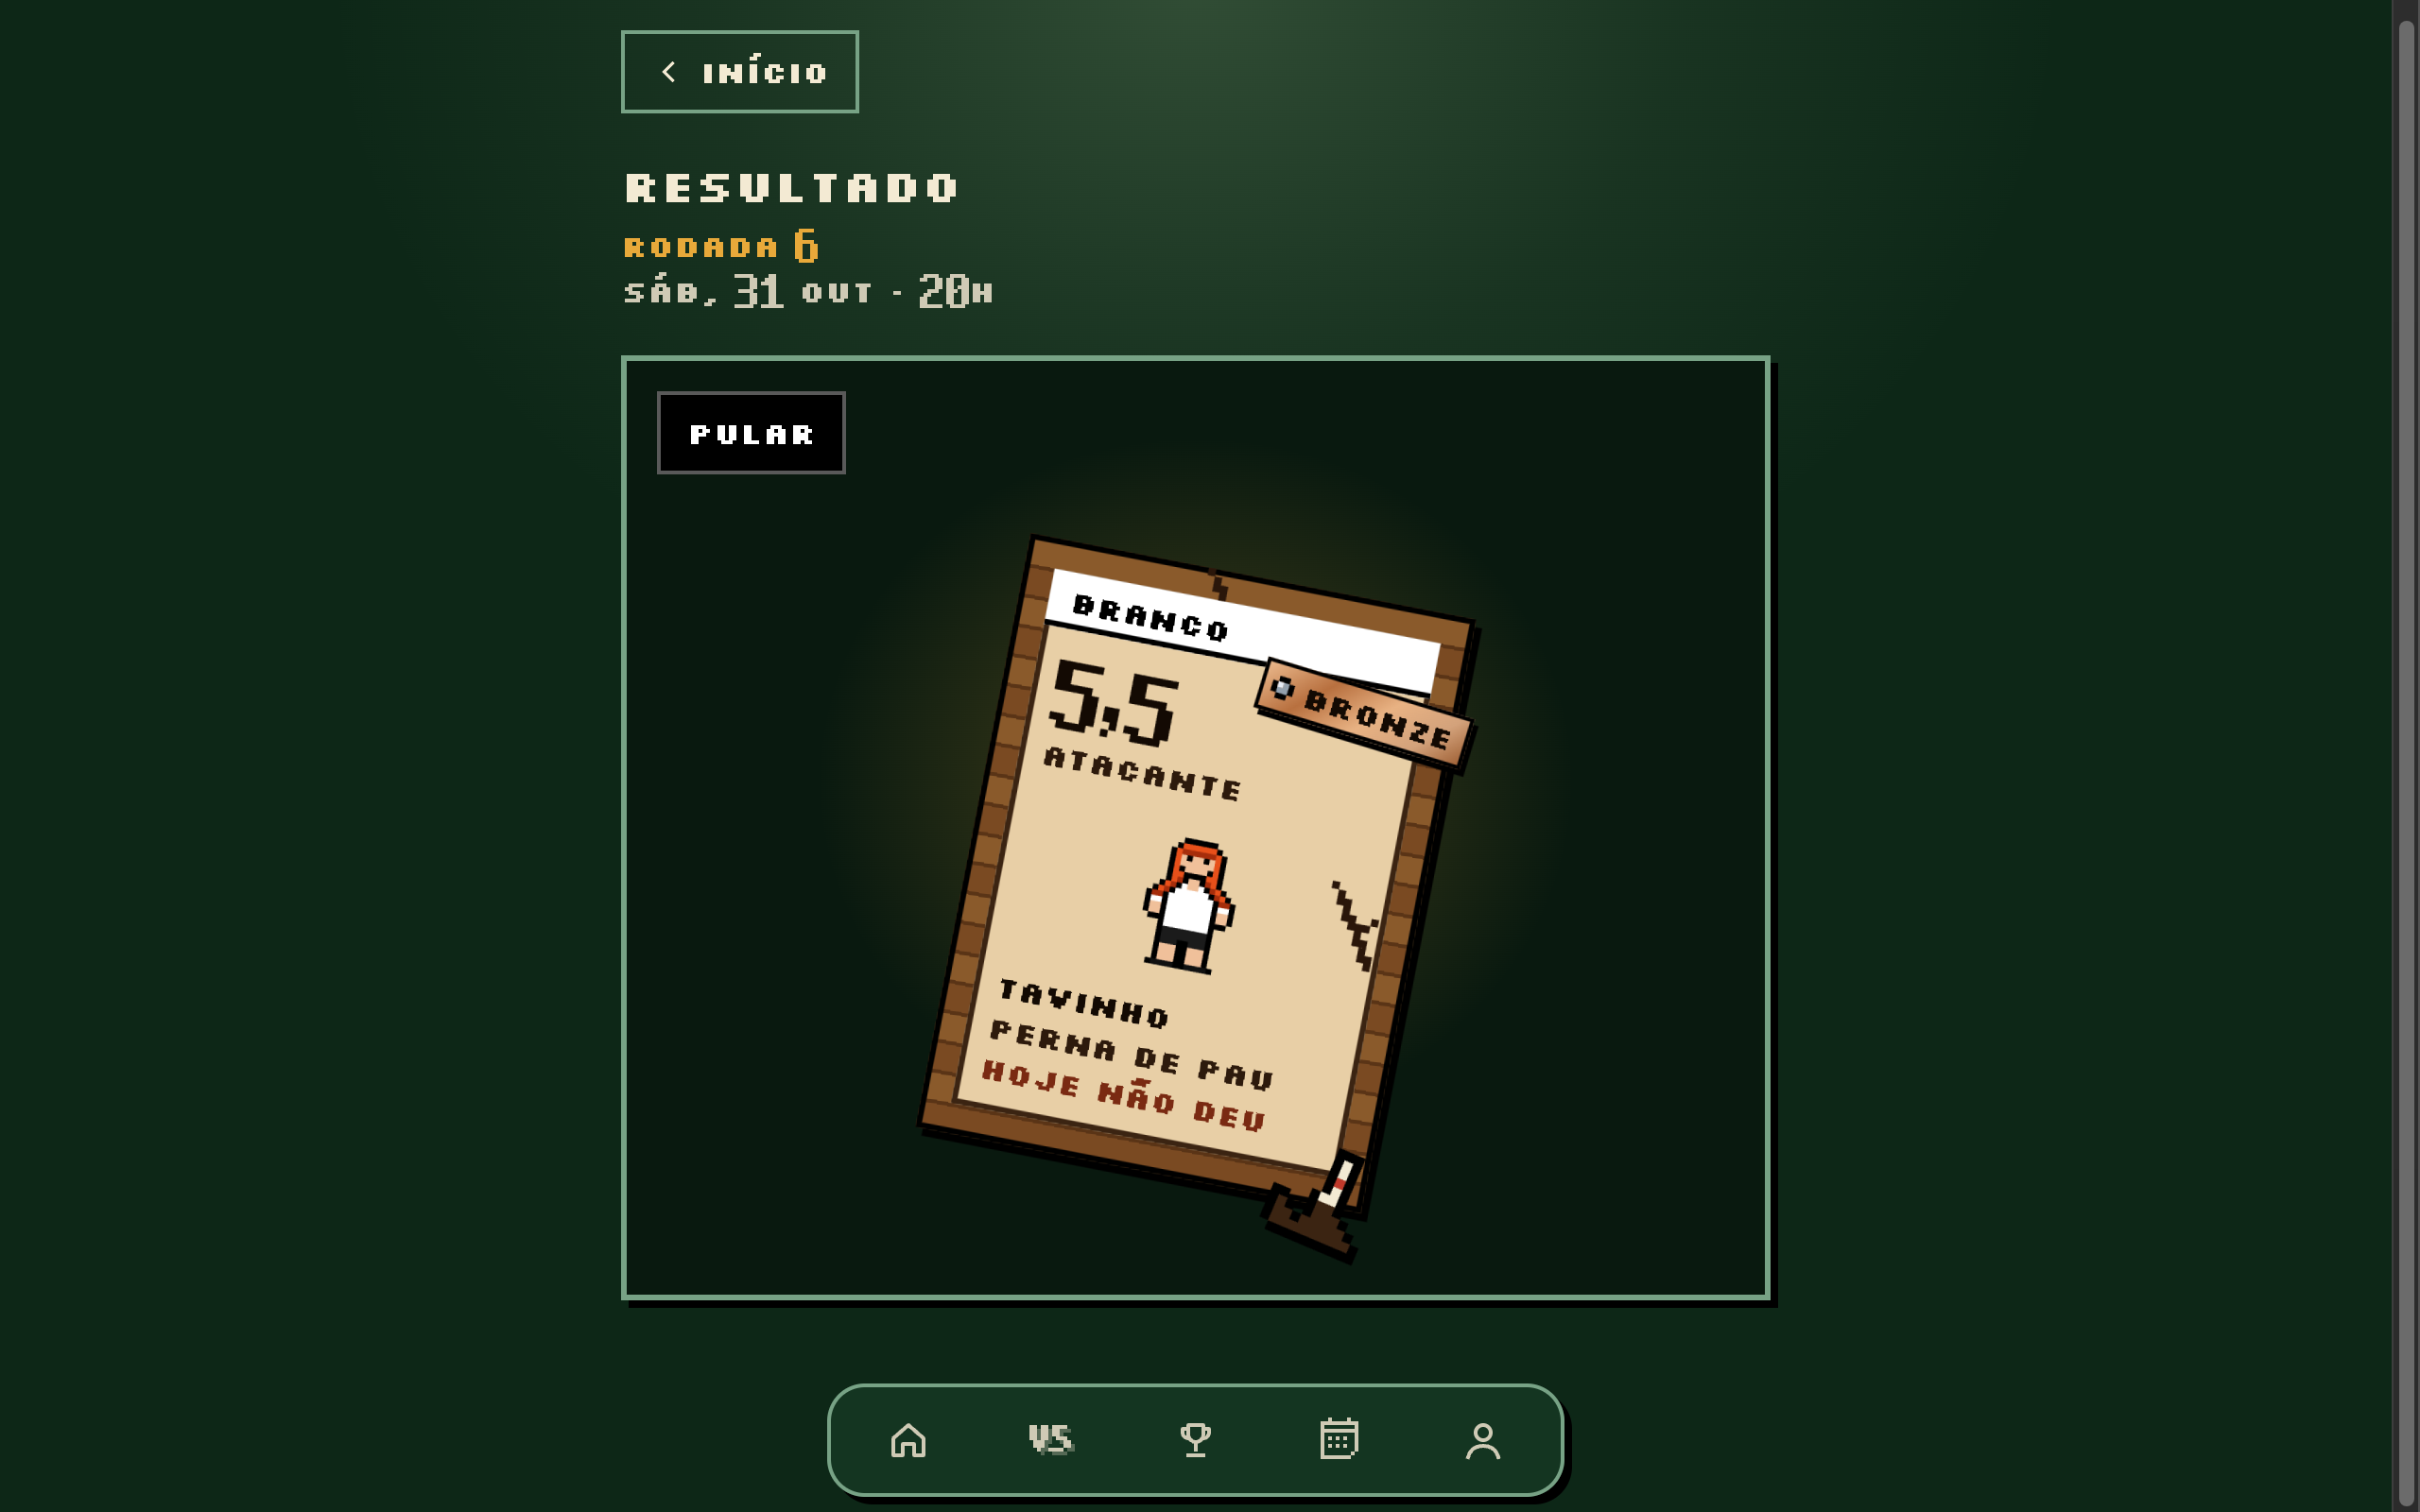 INÍCIO
RESULTADO
RODADA 6
SÁB, 31 OUT · 20H
PULAR
BRANCO
BRONZE
5,5
ATACANTE
TAVINHO
PERNA DE PAU
HOJE NÃO DEU
VS